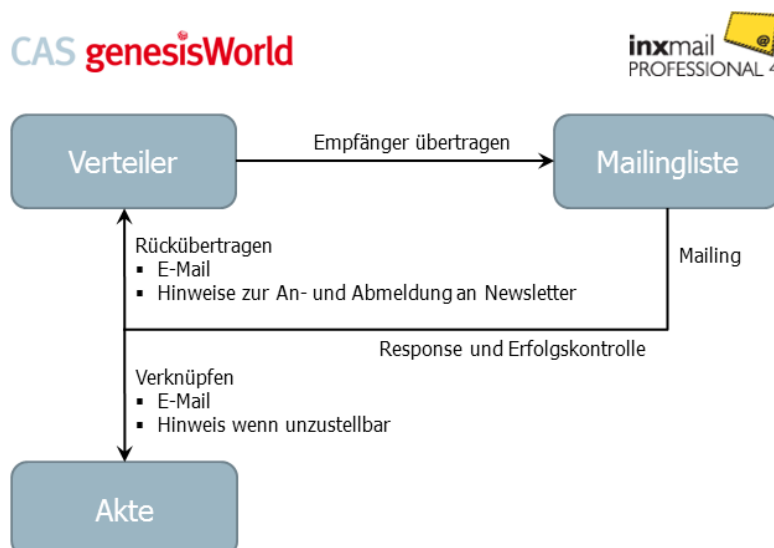 CAS genesisWorld
inxmail
PROFESSIONAL 4
Verteiler
Empfänger übertragen
Mailingliste
Rückübertragen
▪ E-Mail
▪ Hinweise zur An- und Abmeldung an Newsletter
Mailing
Response und Erfolgskontrolle
Verknüpfen
▪ E-Mail
▪ Hinweis wenn unzustellbar
Akte